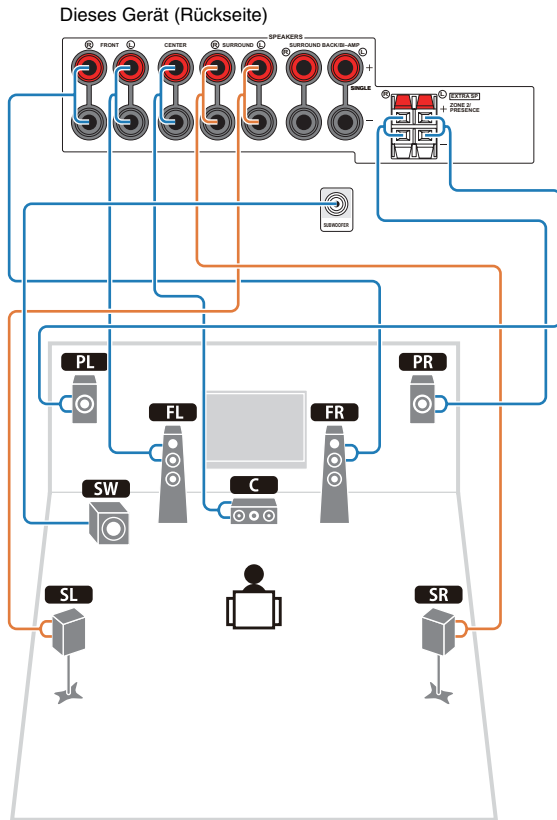 Dieses Gerät (Rückseite)
SPEAKERS
R FRONT L CENTER R SURROUND L SURROUND BACK/BI-AMP
R L
+
SINGLE
–
R L EXTRA SP
+ ZONE 2/
PRESENCE
–
SUBWOOFER
PL PR
FL FR
SW C
SL SR